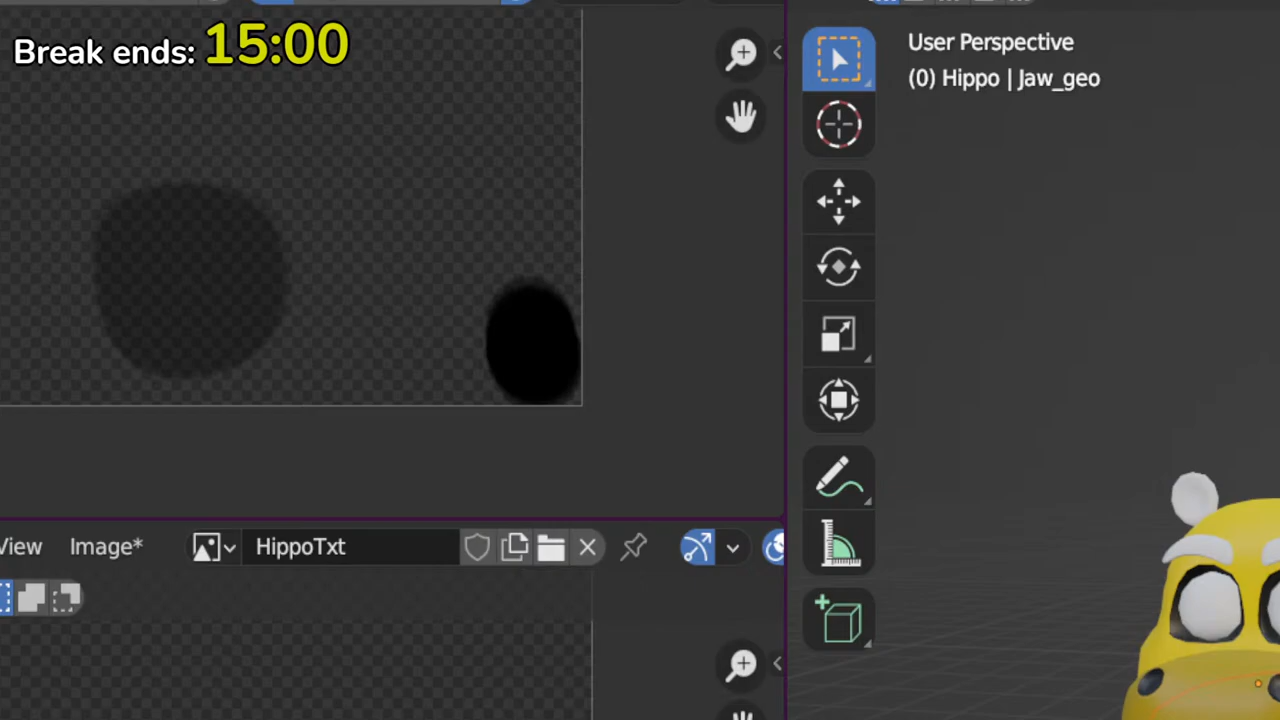 Break ends: 15:00
User Perspective
(0) Hippo | Jaw_geo
View
Image*
HippoTxt